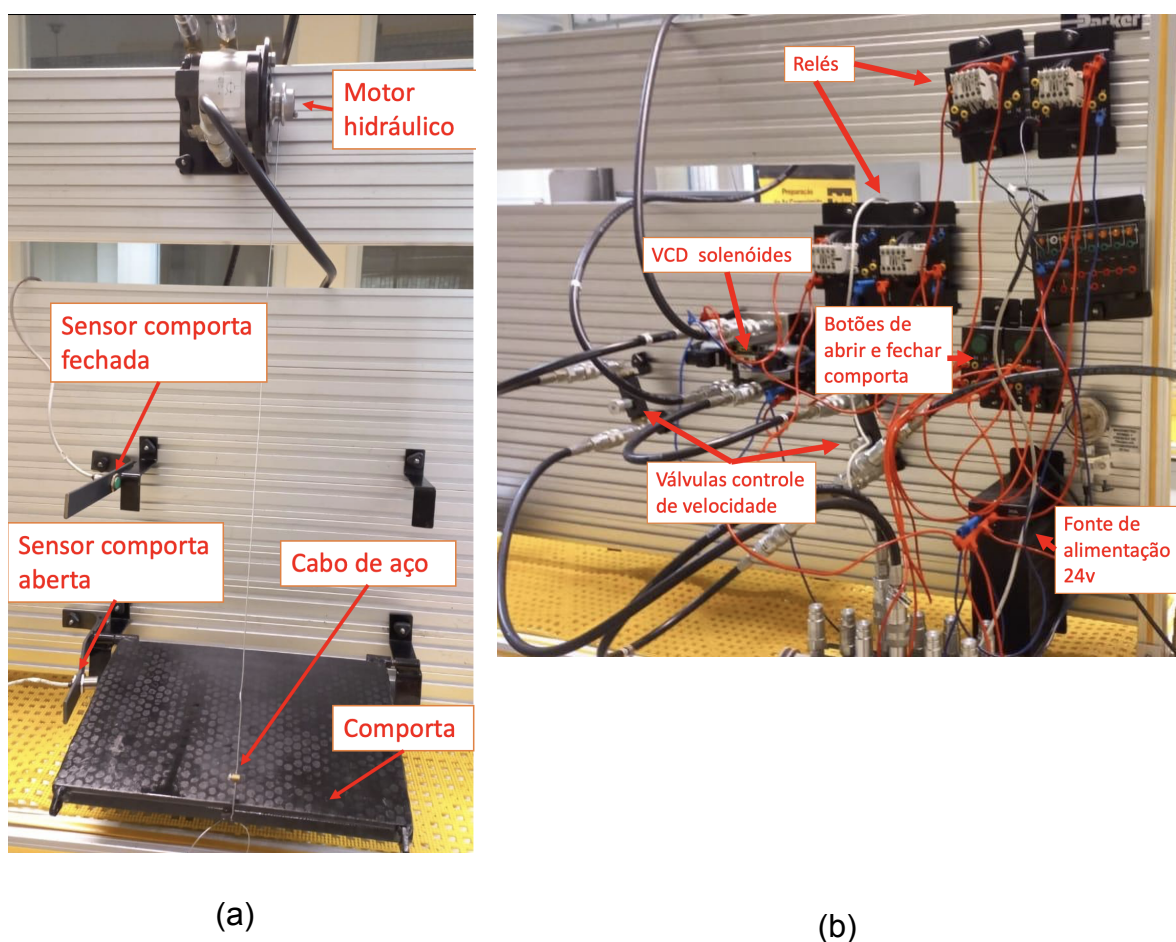 Motor
hidráulico
Sensor comporta
fechada
Sensor comporta
aberta
Cabo de aço
Comporta
(a)
Parker
Relés
Preparação
VCD solenóides
Botões de
abrir e fechar
comporta
Válvulas controle
de velocidade
Fonte de
alimentação
24v
(b)